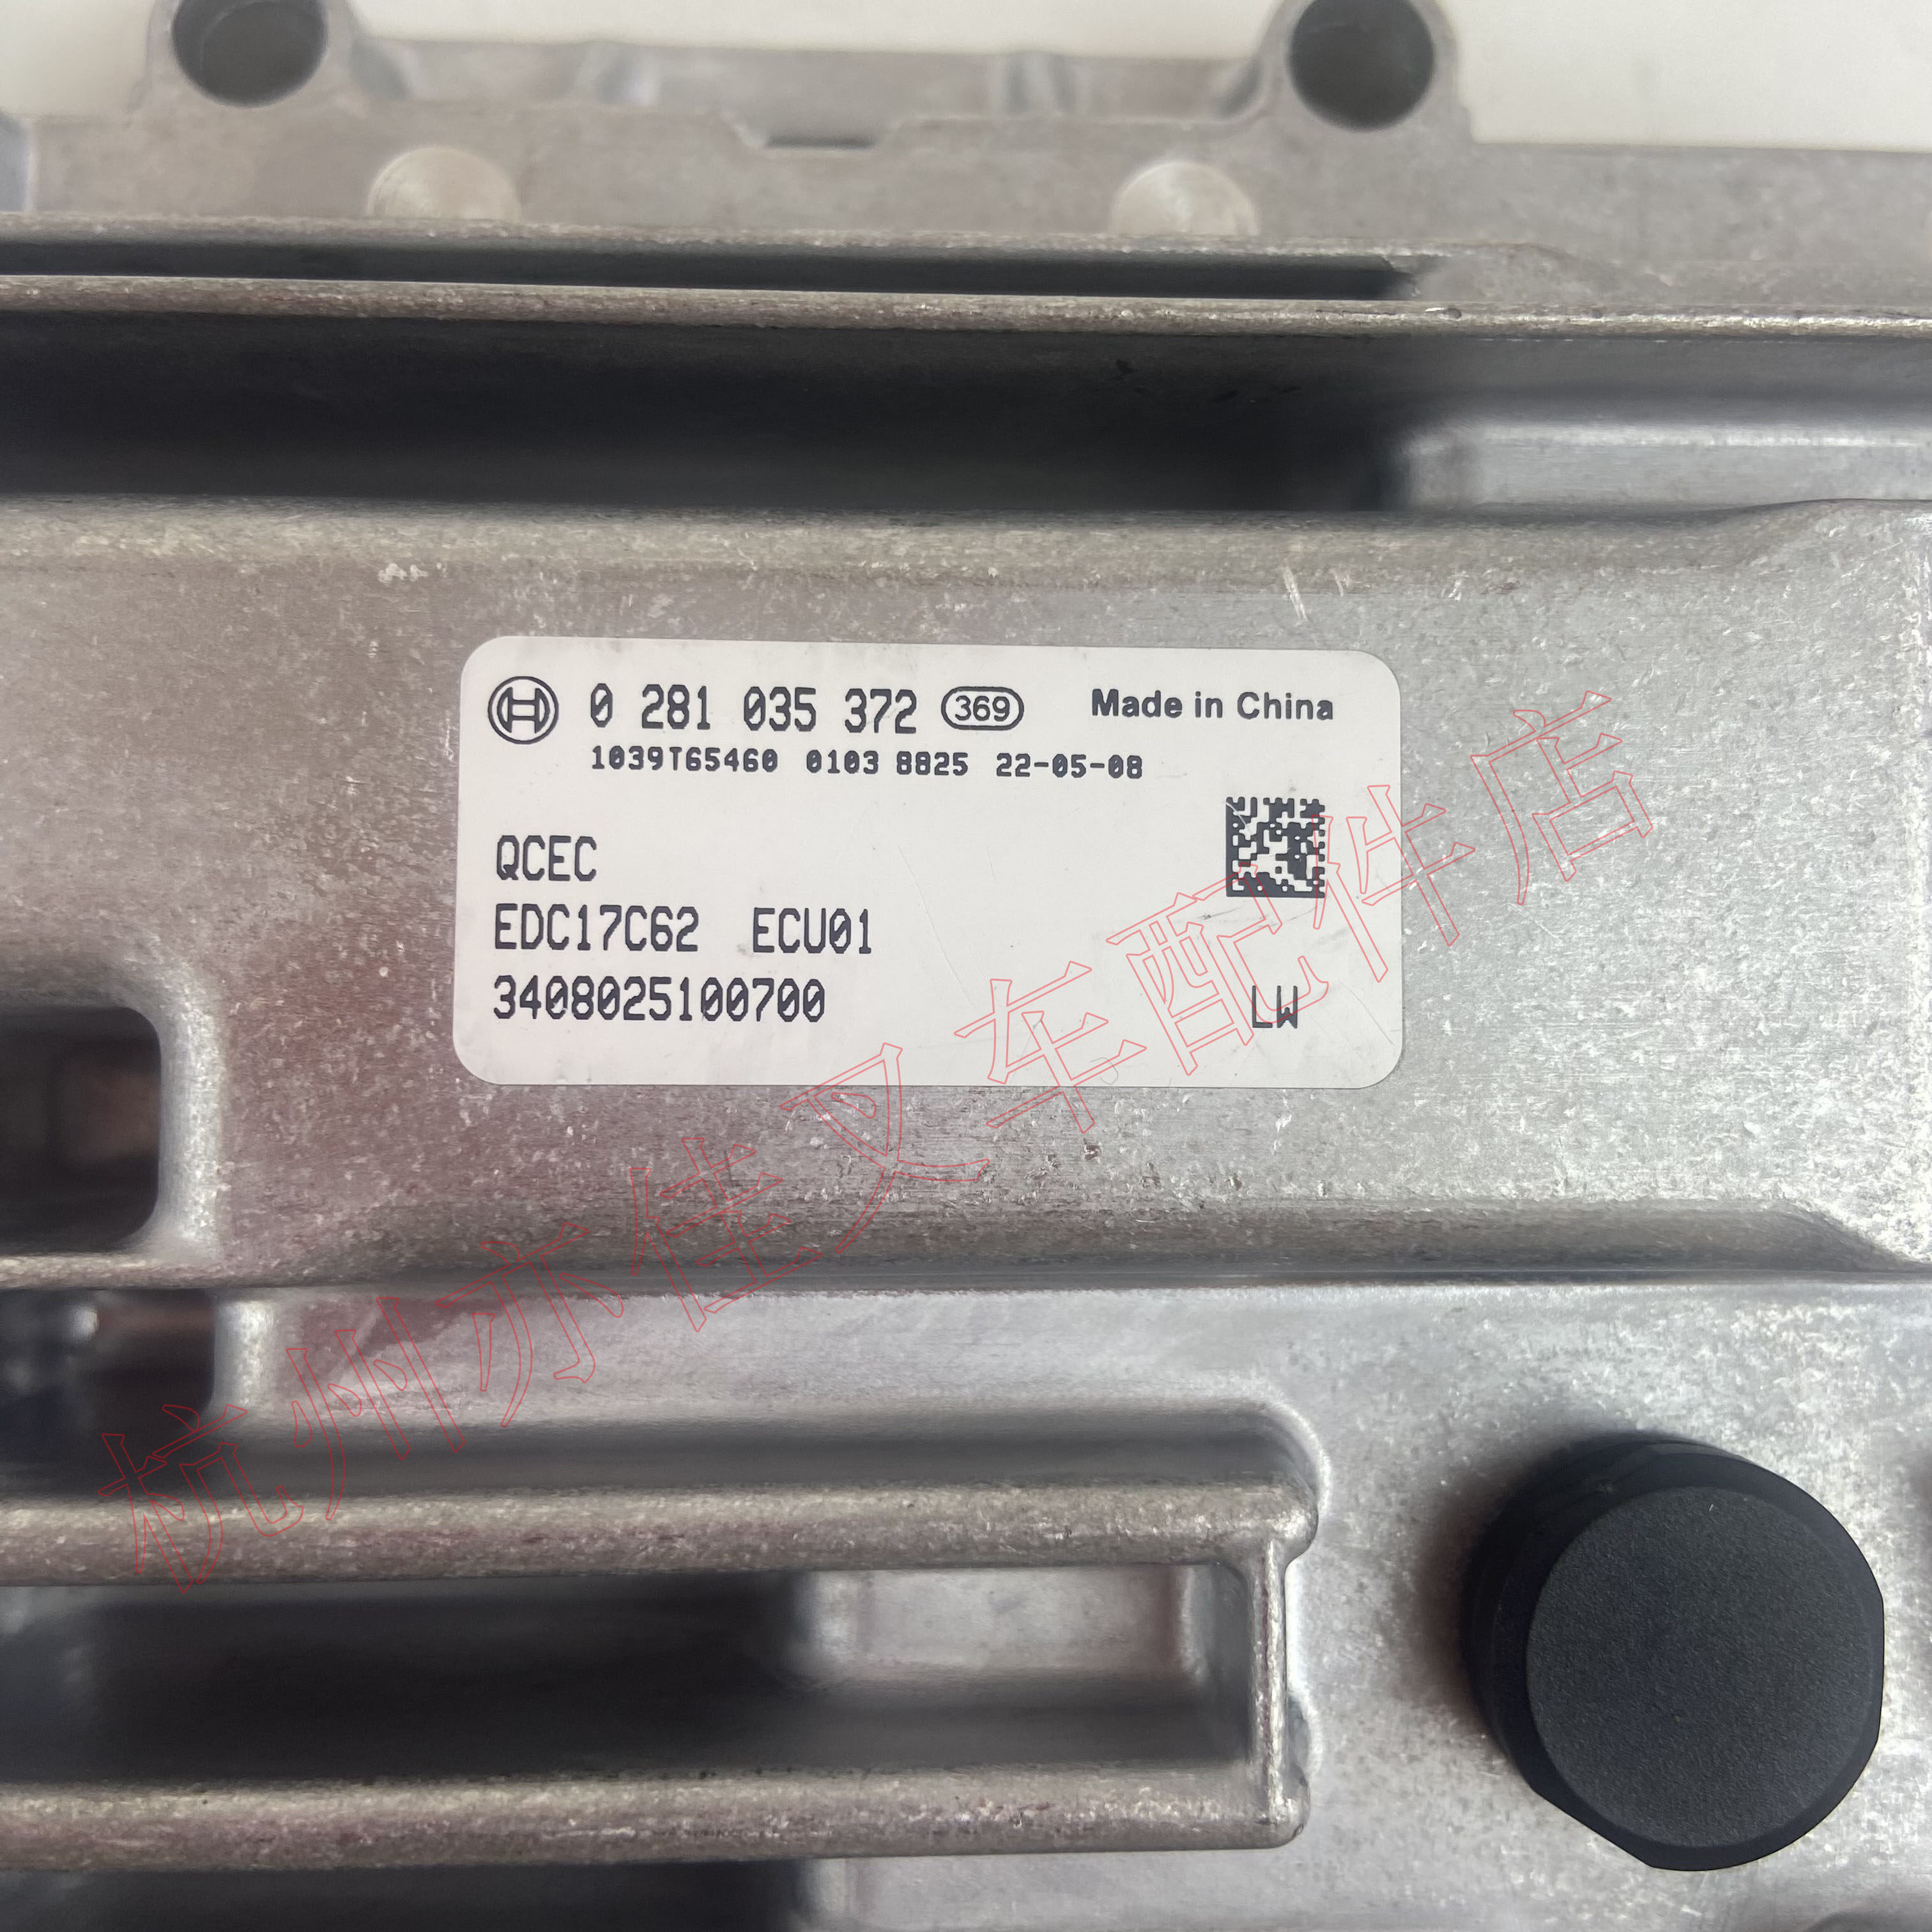 0 281 035 372 369 Made in China
1039T65460 0103 8825 22-05-08
QCEC
EDC17C62 ECU01
3408025100700 LW
杭州亦佳叉车配件店